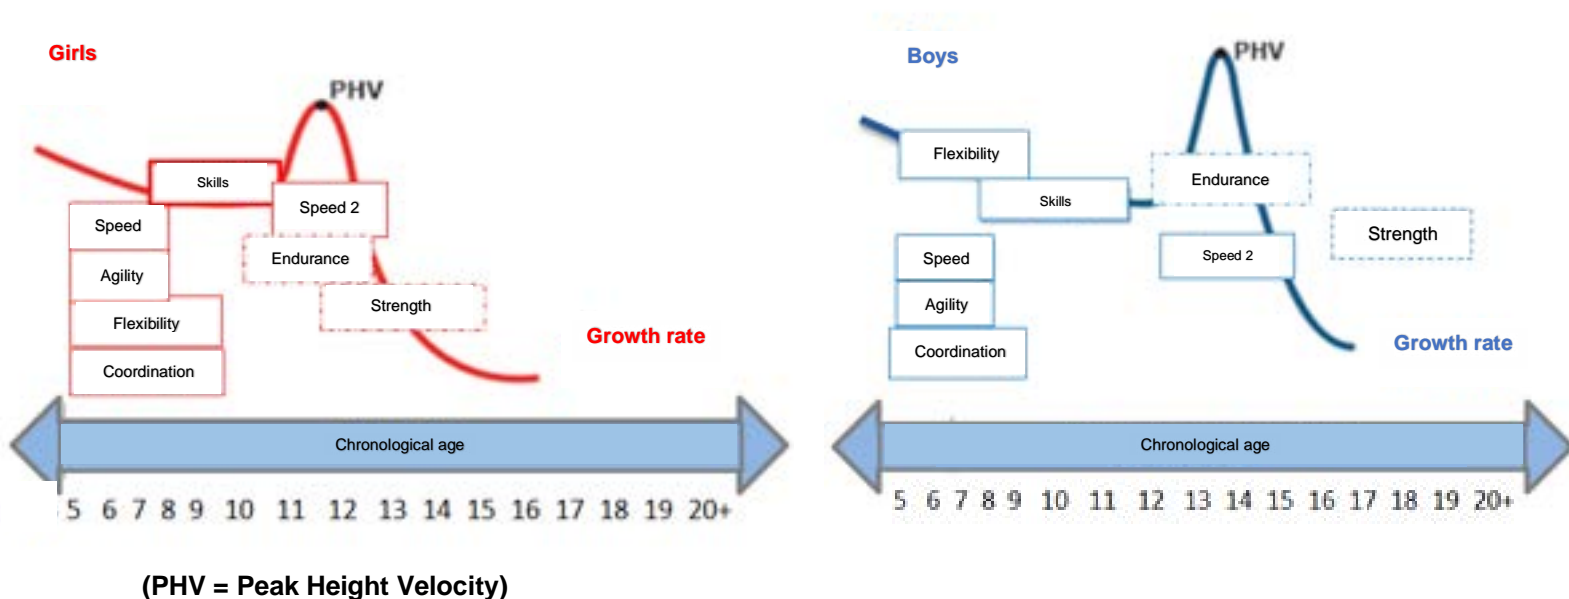 Girls
PHV
Skills
Speed
Speed 2
Agility
Endurance
Flexibility
Strength
Coordination
Growth rate
Chronological age
5 6 7 8 9 10 11 12 13 14 15 16 17 18 19 20+
Boys
PHV
Flexibility
Skills
Endurance
Strength
Speed
Speed 2
Agility
Coordination
Growth rate
Chronological age
5 6 7 8 9 10 11 12 13 14 15 16 17 18 19 20+
(PHV = Peak Height Velocity)